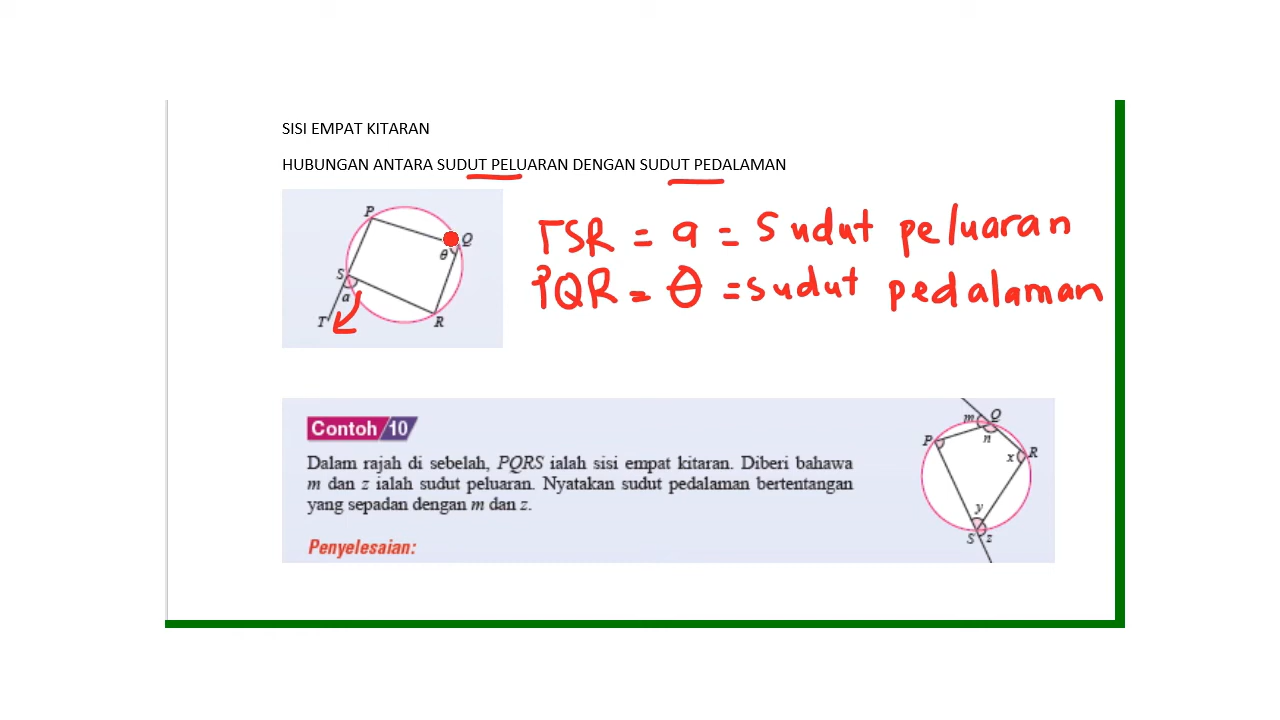 SISI EMPAT KITARAN
HUBUNGAN ANTARA SUDUT PELUARAN DENGAN SUDUT PEDALAMAN
P
Q
θ
S
a
T
R
TSR = a = sudut peluaran
PQR = θ = sudut pedalaman
Contoh 10
Dalam rajah di sebelah, PQRS ialah sisi empat kitaran. Diberi bahawa
m dan z ialah sudut peluaran. Nyatakan sudut pedalaman bertentangan
yang sepadan dengan m dan z.
Penyelesaian:
m Q
P n
x R
y
S z